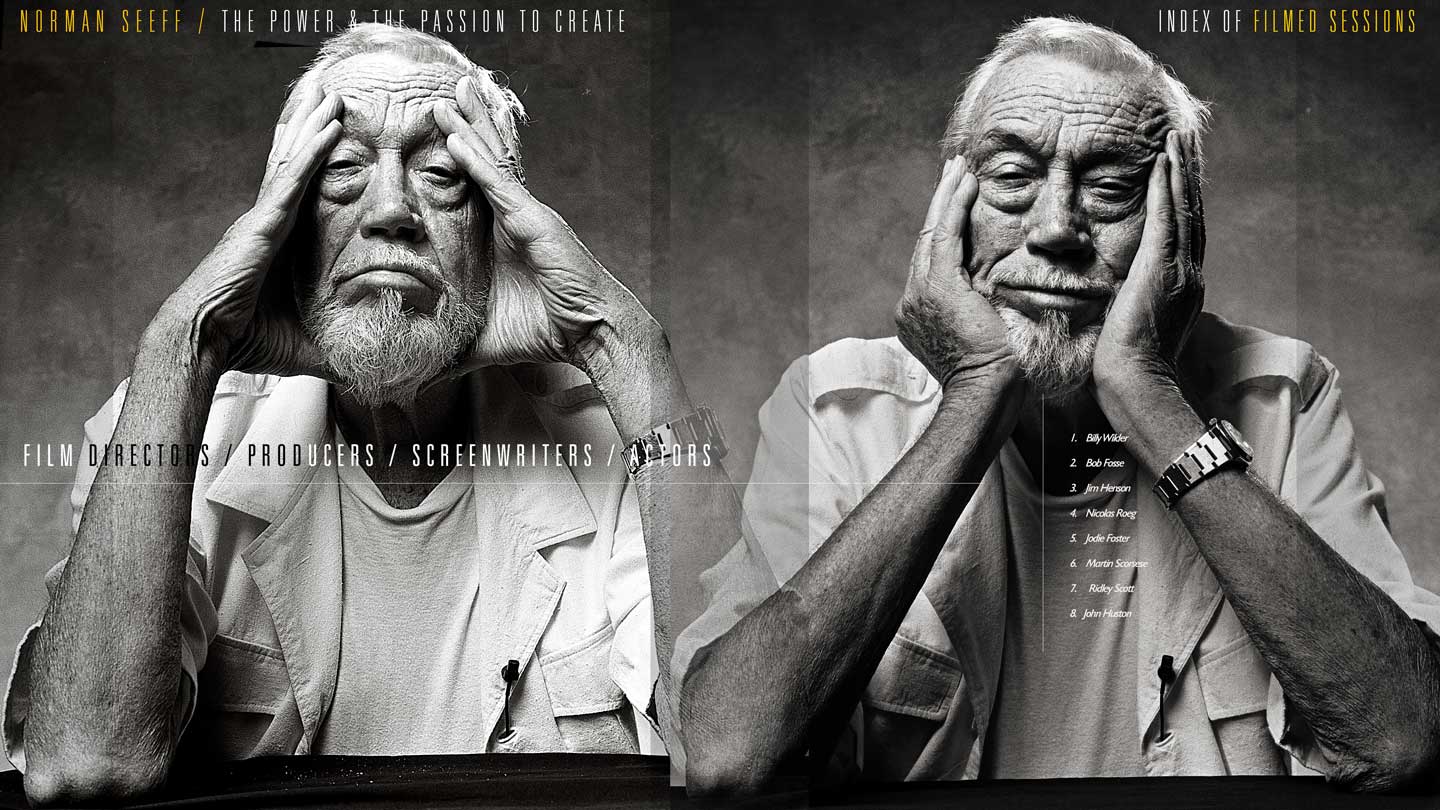 NORMAN SEEFF / THE POWER & THE PASSION TO CREATE
INDEX OF FILMED SESSIONS
FILM DIRECTORS / PRODUCERS / SCREENWRITERS / ACTORS
1. Billy Wilder
2. Bob Fosse
3. Jim Henson
4. Nicolas Roeg
5. Jodie Foster
6. Martin Scorsese
7. Ridley Scott
8. John Huston